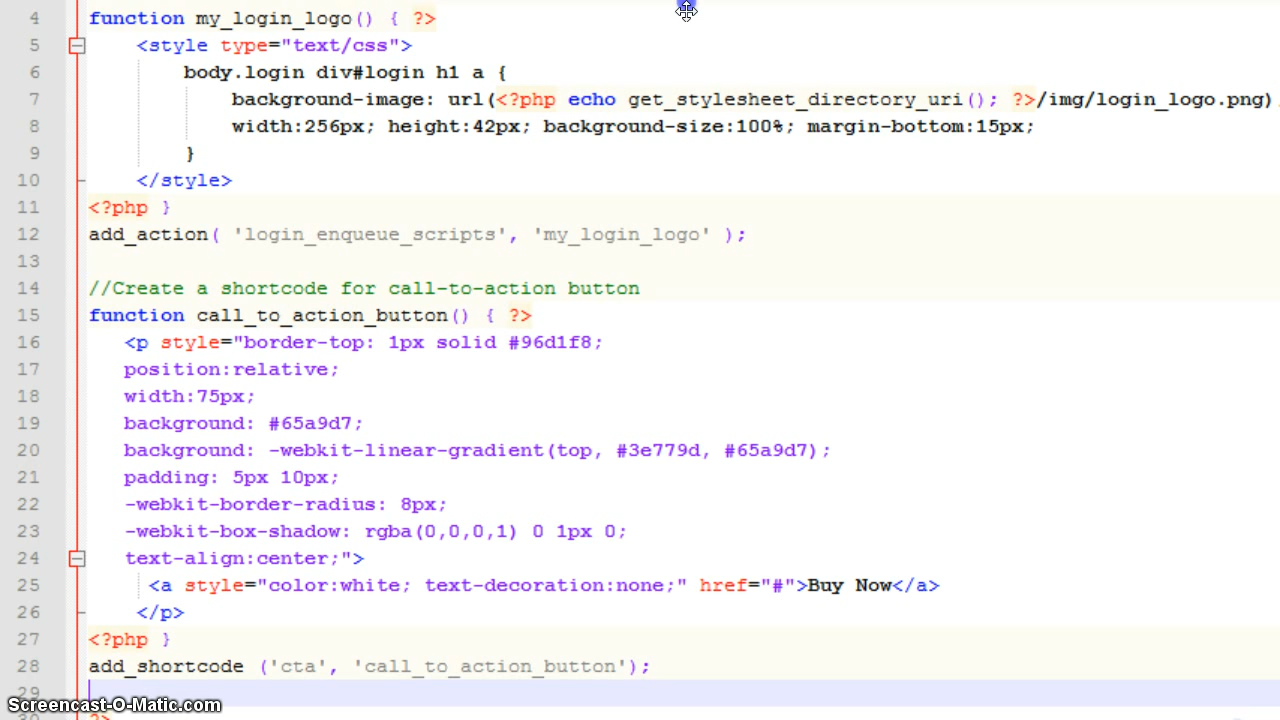 4 function my_login_logo() { ?>
5 <style type="text/css">
6 body.login div#login h1 a {
7 background-image: url(<?php echo get_stylesheet_directory_uri(); ?>/img/login_logo.png)
8 width:256px; height:42px; background-size:100%; margin-bottom:15px;
9 }
10 </style>
11 <?php }
12 add_action( 'login_enqueue_scripts', 'my_login_logo' );
13
14 //Create a shortcode for call-to-action button
15 function call_to_action_button() { ?>
16 <p style="border-top: 1px solid #96d1f8;
17 position:relative;
18 width:75px;
19 background: #65a9d7;
20 background: -webkit-linear-gradient(top, #3e779d, #65a9d7);
21 padding: 5px 10px;
22 -webkit-border-radius: 8px;
23 -webkit-box-shadow: rgba(0,0,0,1) 0 1px 0;
24 text-align:center;">
25 <a style="color:white; text-decoration:none;" href="#">Buy Now</a>
26 </p>
27 <?php }
28 add_shortcode ('cta', 'call_to_action_button');
29
Screencast-O-Matic.com
30 ?>